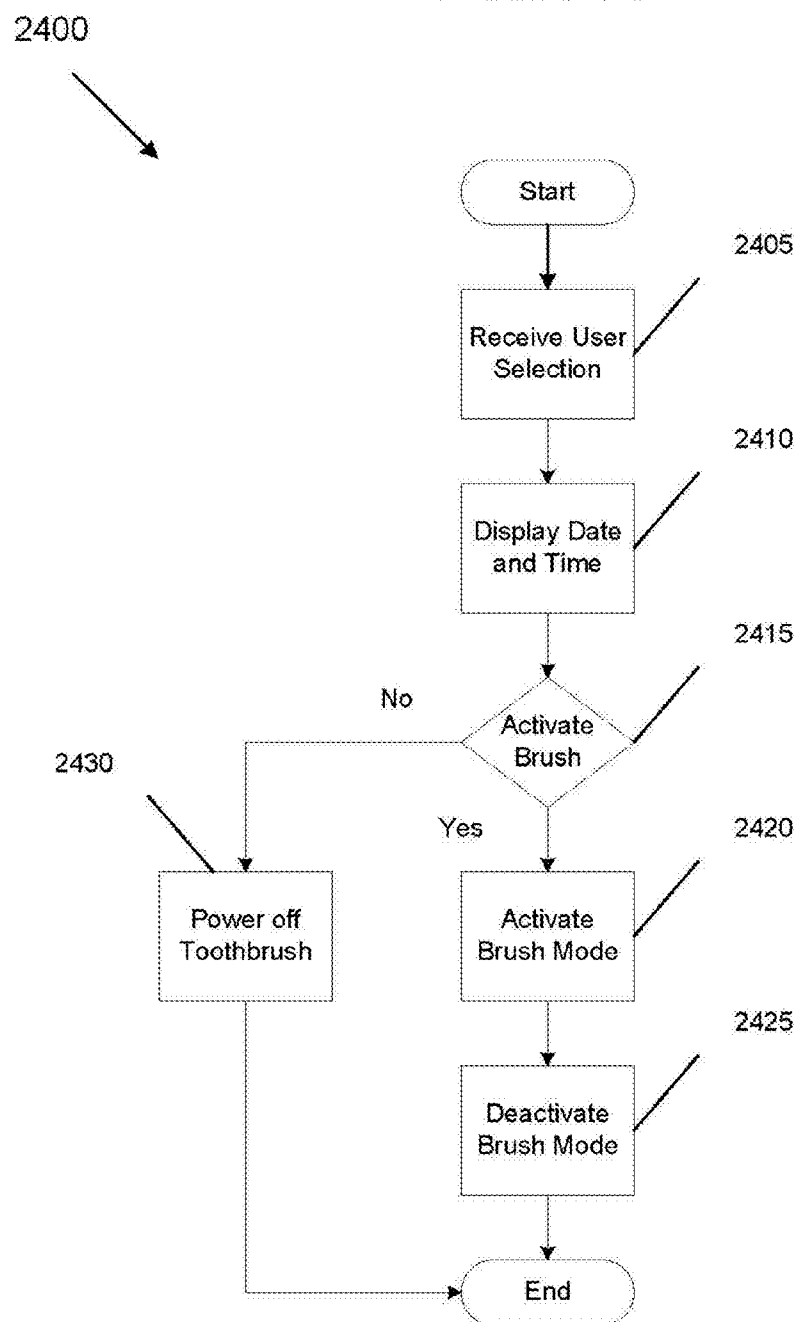 2400
Start
2405
Receive User
Selection
2410
Display Date
and Time
2415
No
Activate
Brush
2430
Yes
2420
Power off
Toothbrush
Activate
Brush Mode
2425
Deactivate
Brush Mode
End